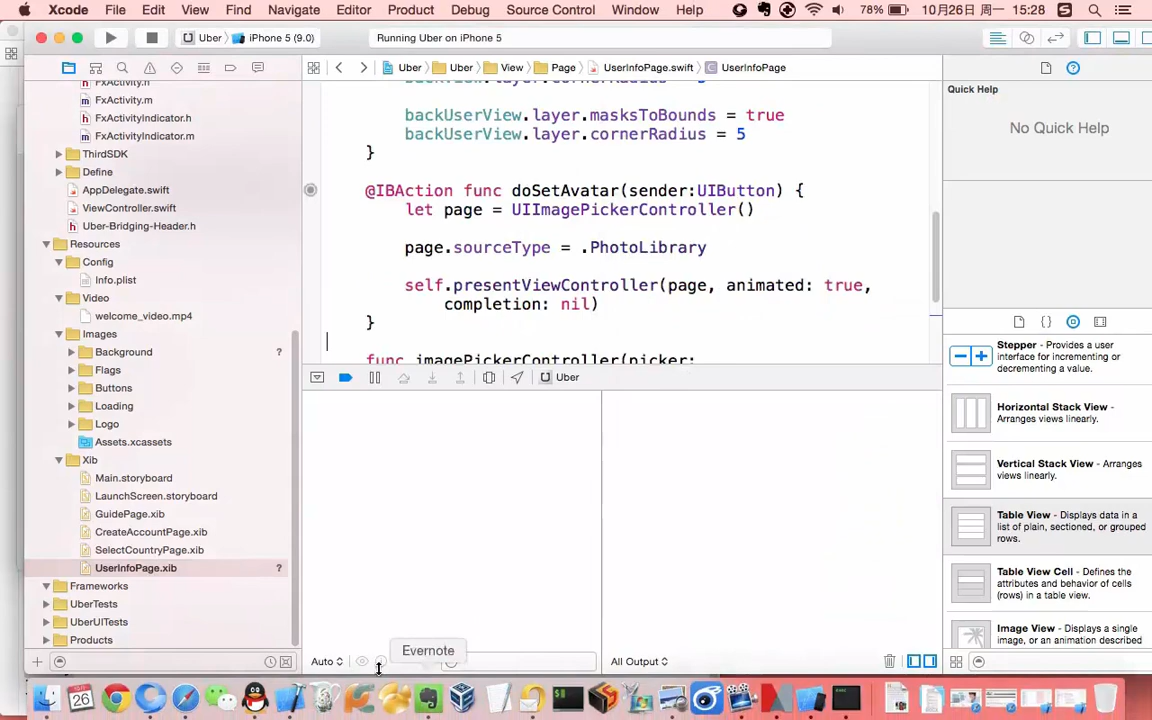 Xcode File Edit View Find Navigate Editor Product Debug Source Control Window Help 78% 10月26日 周一 15:28
Uber iPhone 5 (9.0) Running Uber on iPhone 5
Uber Uber View Page UserInfoPage.swift UserInfoPage
FxActivity.h
FxActivity.m
FxActivityIndicator.h
FxActivityIndicator.m
ThirdSDK
Define
AppDelegate.swift
ViewController.swift
Uber-Bridging-Header.h
Resources
Config
Info.plist
Video
welcome_video.mp4
Images
Background ?
Flags
Buttons
Loading
Logo
Assets.xcassets
Xib
Main.storyboard
LaunchScreen.storyboard
GuidePage.xib
CreateAccountPage.xib
SelectCountryPage.xib
UserInfoPage.xib ?
Frameworks
UberTests
UberUITests
Products
backUserView.layer.masksToBounds = true
backUserView.layer.cornerRadius = 5
}
@IBAction func doSetAvatar(sender:UIButton) {
let page = UIImagePickerController()
page.sourceType = .PhotoLibrary
self.presentViewController(page, animated: true,
completion: nil)
}
func imagePickerController(picker:
Uber
Auto
Evernote
All Output
Quick Help
No Quick Help
Stepper - Provides a user
interface for incrementing or
decrementing a value.
Horizontal Stack View -
Arranges views linearly.
Vertical Stack View - Arranges
views linearly.
Table View - Displays data in a
list of plain, sectioned, or grouped
rows.
Table View Cell - Defines the
attributes and behavior of cells
(rows) in a table view.
Image View - Displays a single
image, or an animation described